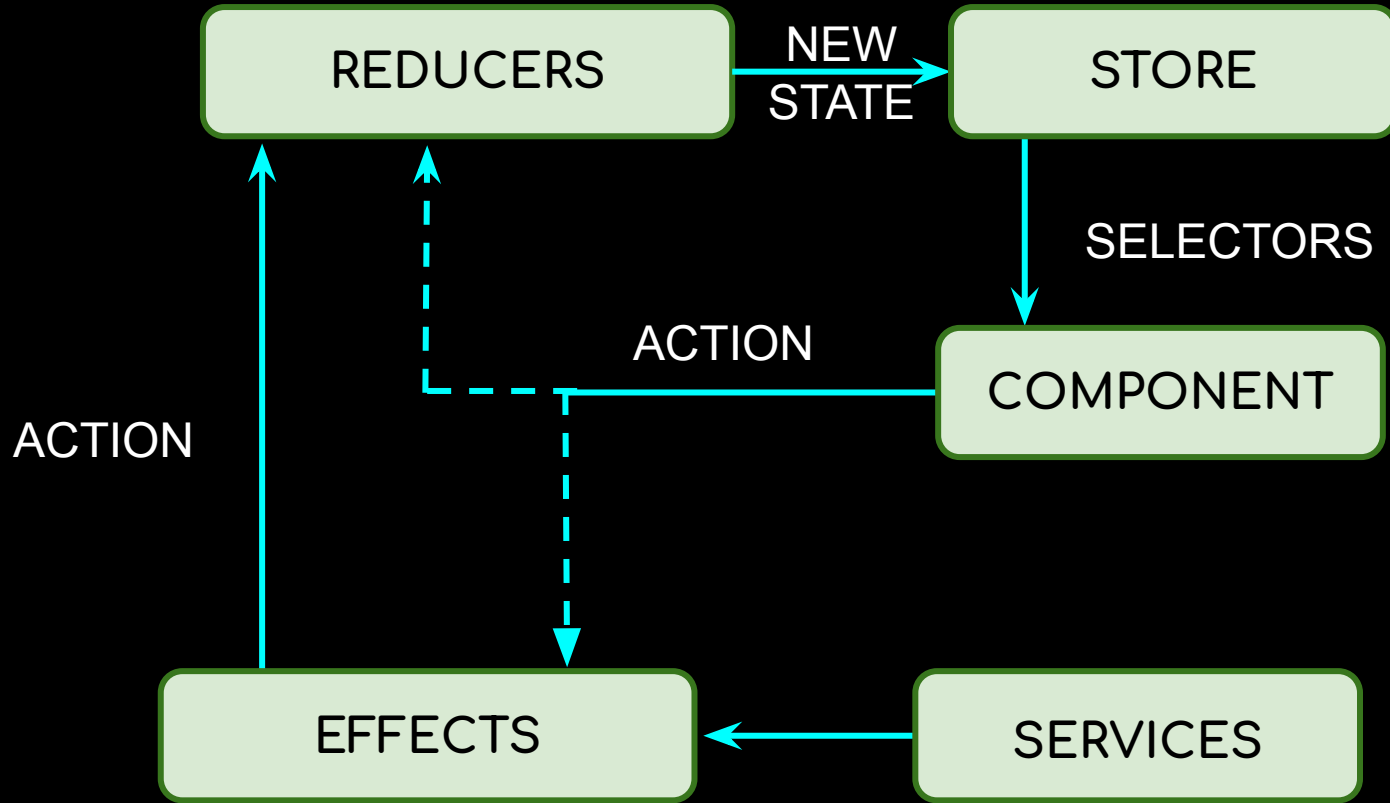 REDUCERS
NEW
STATE
STORE
SELECTORS
ACTION
COMPONENT
ACTION
EFFECTS
SERVICES